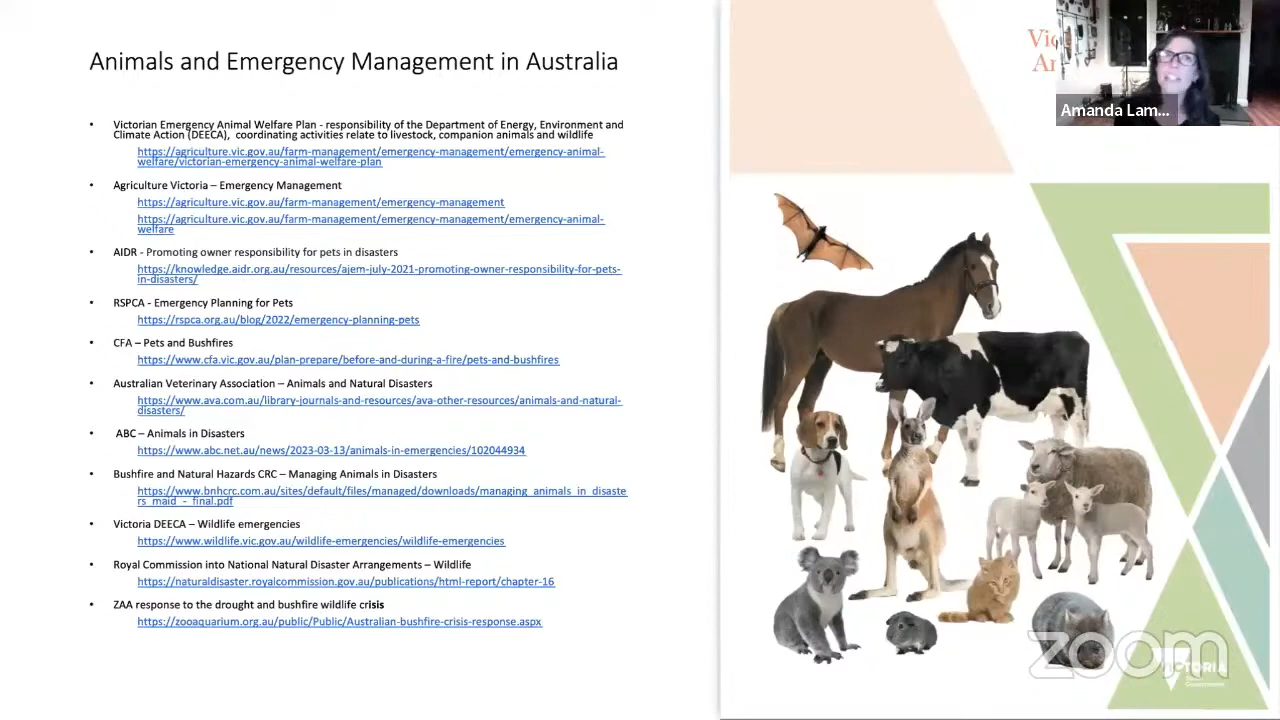 Animals and Emergency Management in Australia
• Victorian Emergency Animal Welfare Plan - responsibility of the Department of Energy, Environment and
Climate Action (DEECA), coordinating activities relate to livestock, companion animals and wildlife
https://agriculture.vic.gov.au/farm-management/emergency-management/emergency-animal-
welfare/victorian-emergency-animal-welfare-plan
• Agriculture Victoria – Emergency Management
https://agriculture.vic.gov.au/farm-management/emergency-management
https://agriculture.vic.gov.au/farm-management/emergency-management/emergency-animal-
welfare
• AIDR - Promoting owner responsibility for pets in disasters
https://knowledge.aidr.org.au/resources/ajem-july-2021-promoting-owner-responsibility-for-pets-
in-disasters/
• RSPCA - Emergency Planning for Pets
https://rspca.org.au/blog/2022/emergency-planning-pets
• CFA – Pets and Bushfires
https://www.cfa.vic.gov.au/plan-prepare/before-and-during-a-fire/pets-and-bushfires
• Australian Veterinary Association – Animals and Natural Disasters
https://www.ava.com.au/library-journals-and-resources/ava-other-resources/animals-and-natural-
disasters/
• ABC – Animals in Disasters
https://www.abc.net.au/news/2023-03-13/animals-in-emergencies/102044934
• Bushfire and Natural Hazards CRC – Managing Animals in Disasters
https://www.bnhcrc.com.au/sites/default/files/managed/downloads/managing_animals_in_disaste
rs_maid_-_final.pdf
• Victoria DEECA – Wildlife emergencies
https://www.wildlife.vic.gov.au/wildlife-emergencies/wildlife-emergencies
• Royal Commission into National Natural Disaster Arrangements – Wildlife
https://naturaldisaster.royalcommission.gov.au/publications/html-report/chapter-16
• ZAA response to the drought and bushfire wildlife crisis
https://zooaquarium.org.au/public/Public/Australian-bushfire-crisis-response.aspx
Amanda Lam...
zoom
VICTORIA